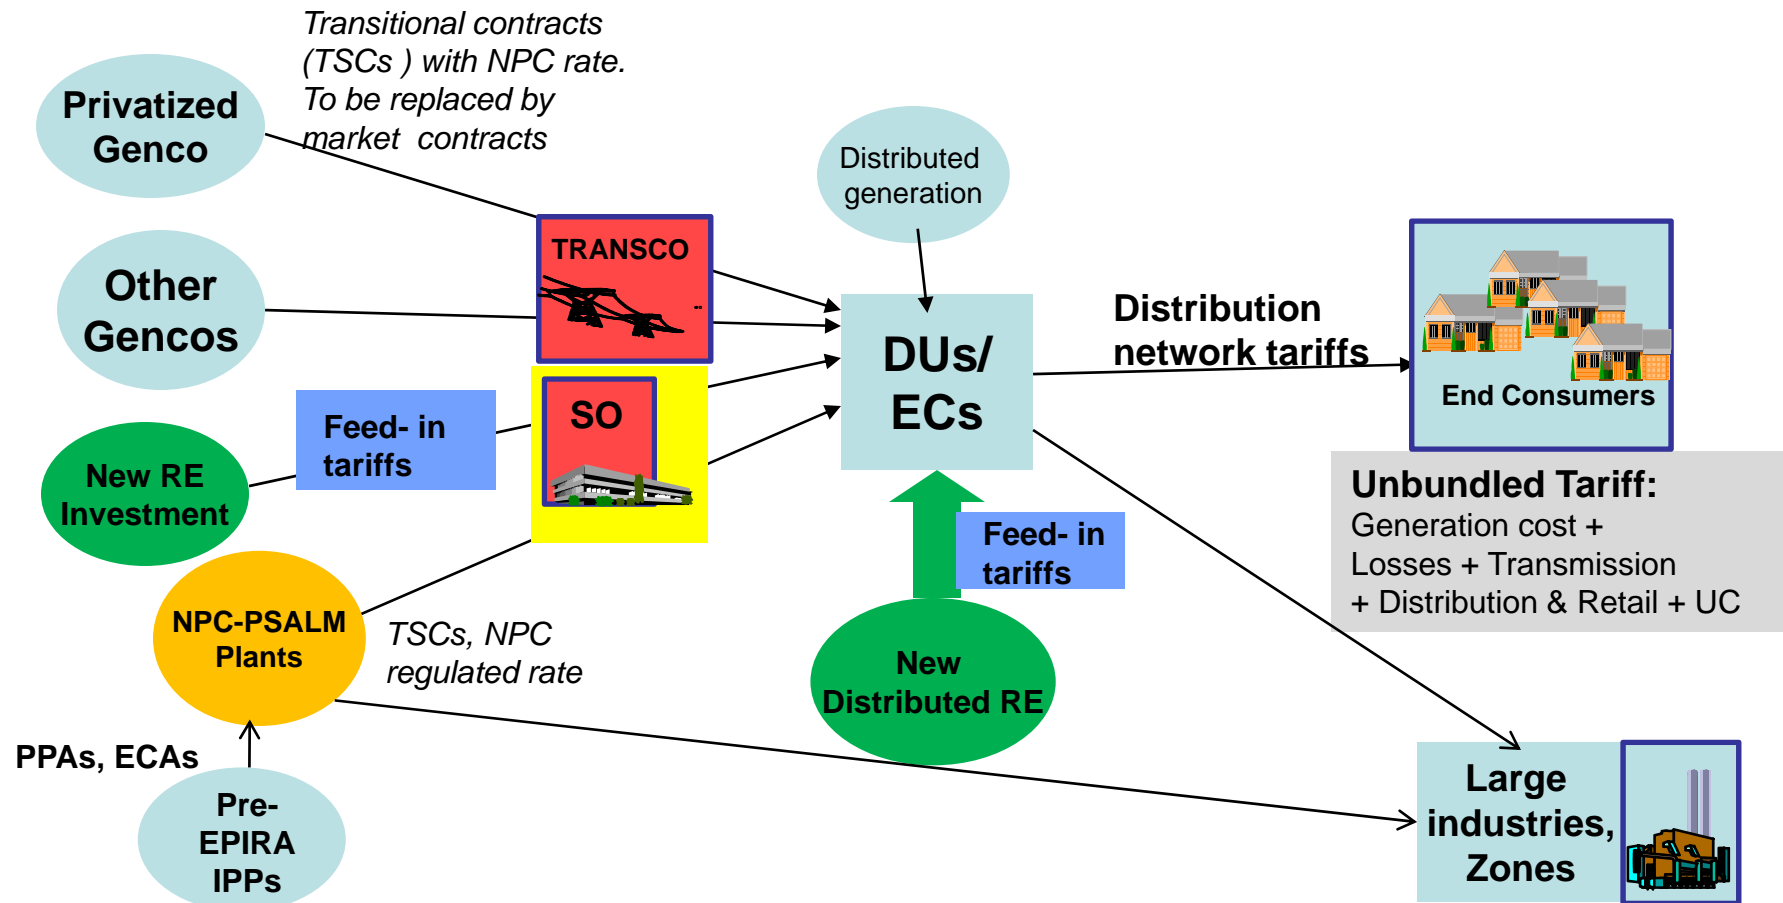 Transitional contracts
(TSCs ) with NPC rate.
To be replaced by
market contracts
Privatized
Genco
Distributed
generation
TRANSCO
Other
Gencos
Distribution
network tariffs
DUs/
ECs
End Consumers
Feed- in
tariffs
SO
New RE
Investment
Unbundled Tariff:
Generation cost +
Losses + Transmission
+ Distribution & Retail + UC
Feed- in
tariffs
NPC-PSALM
Plants
TSCs, NPC
regulated rate
New
Distributed RE
PPAs, ECAs
Pre-
EPIRA
IPPs
Large
industries,
Zones